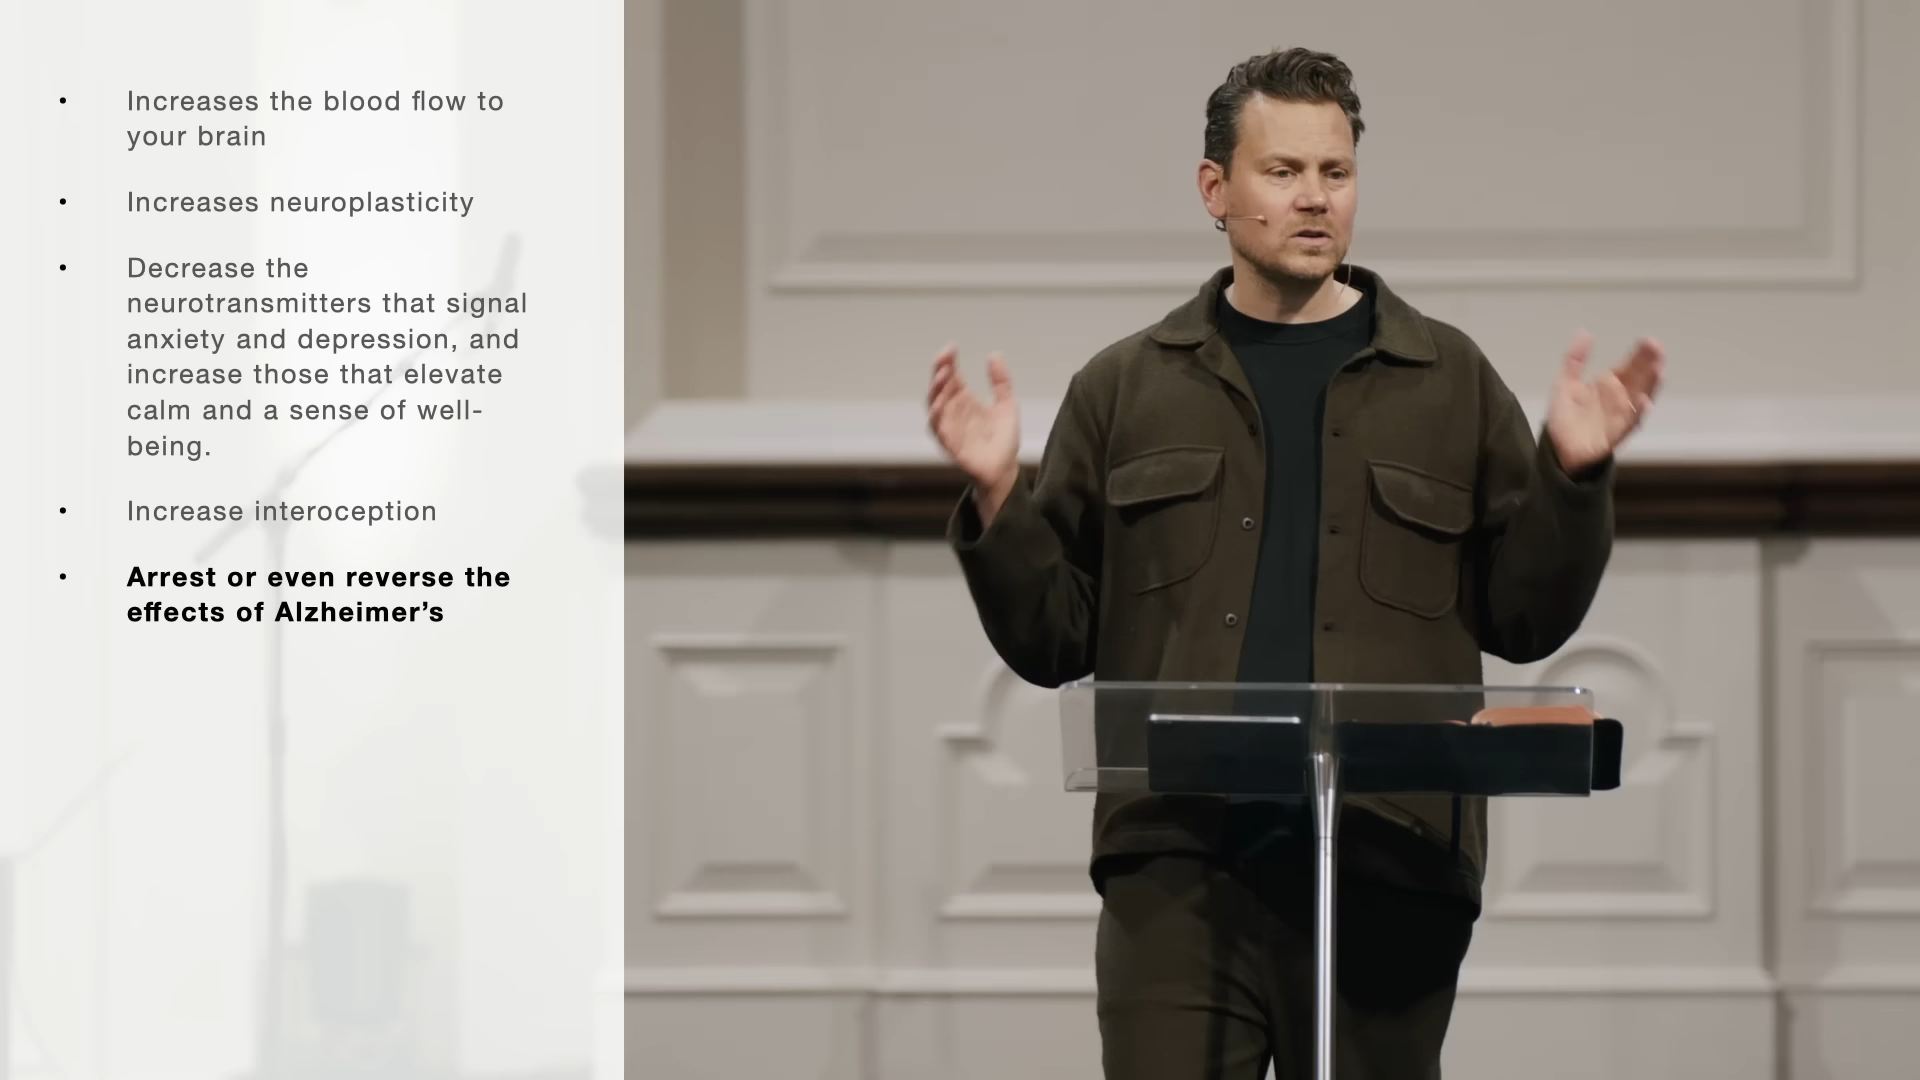 • Increases the blood flow to
your brain
• Increases neuroplasticity
• Decrease the
neurotransmitters that signal
anxiety and depression, and
increase those that elevate
calm and a sense of well-
being.
• Increase interoception
• Arrest or even reverse the
effects of Alzheimer’s